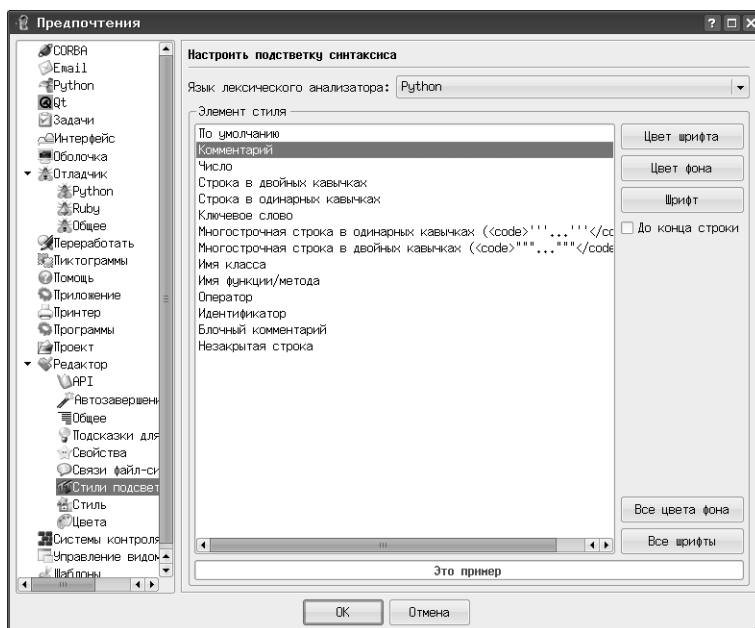 Предпочтения
CORBA
Email
Python
Qt
Задачи
Интерфейс
Оболочка
Отладчик
Python
Ruby
Общее
Переработать
Пиктограммы
Помощь
Приложение
Принтер
Программы
Проект
Редактор
API
Автозавершени
Общее
Подсказки для
Свойства
Связи файл-си
Стили подсвет
Стиль
Цвета
Системы контроля
Управление видом
Шаблоны
Настроить подстветку синтаксиса
Язык лексического анализатора: Python
Элемент стиля
По умолчанию
Комментарий
Число
Строка в двойных кавычках
Строка в одинарных кавычках
Ключевое слово
Многострочная строка в одинарных кавычках (<code>'''...'''</co
Многострочная строка в двойных кавычках (<code>"""..."""</code
Имя класса
Имя функции/метода
Оператор
Идентификатор
Блочный комментарий
Незакрытая строка
Цвет шрифта
Цвет фона
Шрифт
До конца строки
Все цвета фона
Все шрифты
Это пример
OK
Отмена